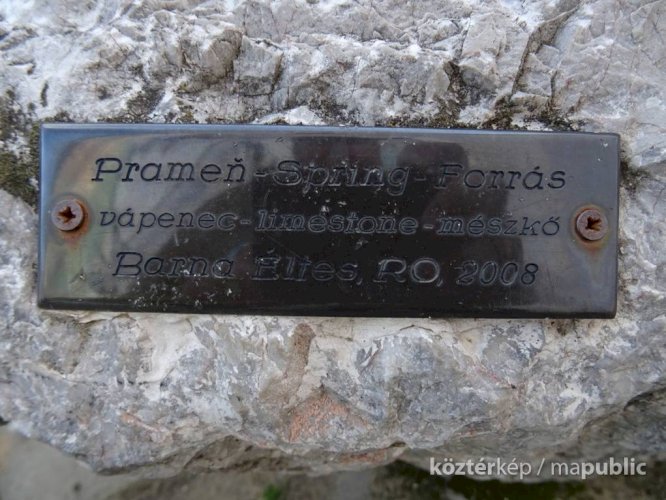 Prameň - Spring - Forrás
vápenec - limestone - mészkő
Barna Éltes, RO, 2008
köztérkép / mapublic